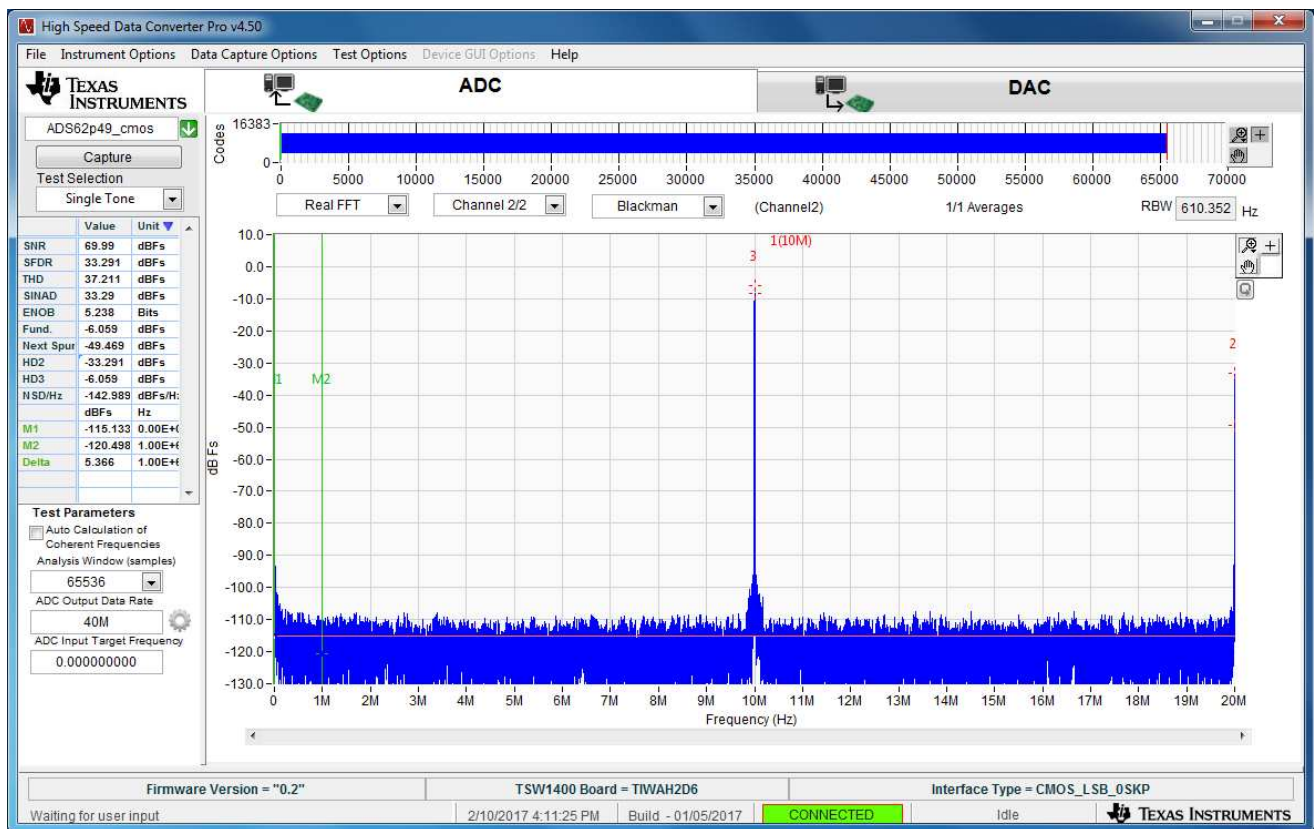 High Speed Data Converter Pro v4.50
File Instrument Options Data Capture Options Test Options Device GUI Options Help
TEXAS INSTRUMENTS
ADC
DAC
ADS62p49_cmos
Capture
Test Selection
Single Tone
Value Unit
SNR 69.99 dBFs
SFDR 33.291 dBFs
THD 37.211 dBFs
SINAD 33.29 dBFs
ENOB 5.238 Bits
Fund. -6.059 dBFs
Next Spur -49.469 dBFs
HD2 -33.291 dBFs
HD3 -6.059 dBFs
NSD/Hz -142.989 dBFs/H
dBFs Hz
M1 -115.133 0.00E+
M2 -120.498 1.00E+
Delta 5.366 1.00E+
Test Parameters
Auto Calculation of
Coherent Frequencies
Analysis Window (samples)
65536
ADC Output Data Rate
40M
ADC Input Target Frequency
0.000000000
Codes
16383
0
0 5000 10000 15000 20000 25000 30000 35000 40000 45000 50000 55000 60000 65000 70000
Real FFT Channel 2/2 Blackman (Channel2) 1/1 Averages RBW 610.352 Hz
dB Fs
10.0
0.0
-10.0
-20.0
-30.0
-40.0
-50.0
-60.0
-70.0
-80.0
-90.0
-100.0
-110.0
-120.0
-130.0
1(10M)
3
2
1 M2
0 1M 2M 3M 4M 5M 6M 7M 8M 9M 10M 11M 12M 13M 14M 15M 16M 17M 18M 19M 20M
Frequency (Hz)
Firmware Version = "0.2" TSW1400 Board = TIWAH2D6 Interface Type = CMOS_LSB_0SKP
Waiting for user input 2/10/2017 4:11:25 PM Build - 01/05/2017 CONNECTED Idle TEXAS INSTRUMENTS